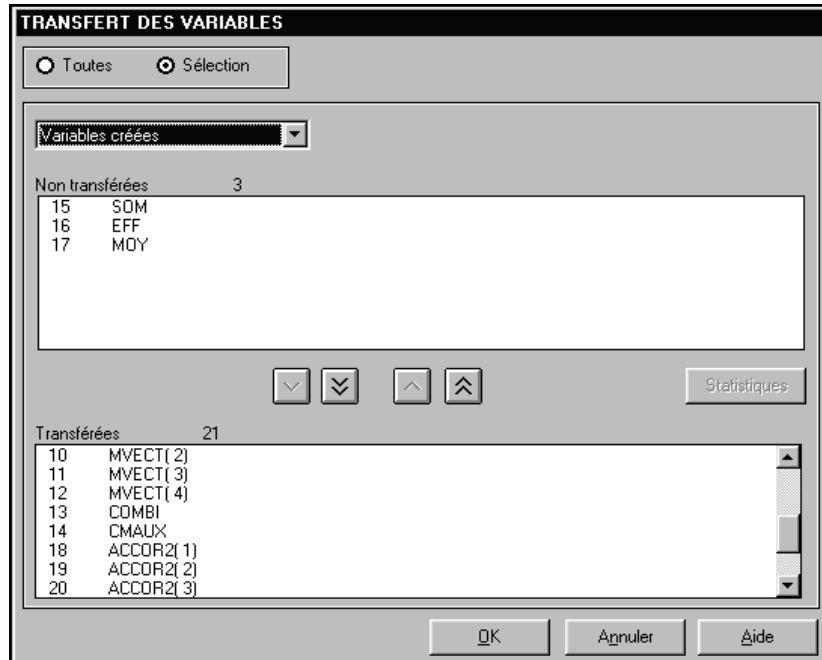 TRANSFERT DES VARIABLES
Toutes Sélection
Variables créées
Non transférées 3
15 SOM
16 EFF
17 MOY
Statistiques
Transférées 21
10 MVECT( 2)
11 MVECT( 3)
12 MVECT( 4)
13 COMBI
14 CMAUX
18 ACCOR2( 1)
19 ACCOR2( 2)
20 ACCOR2( 3)
OK Annuler Aide